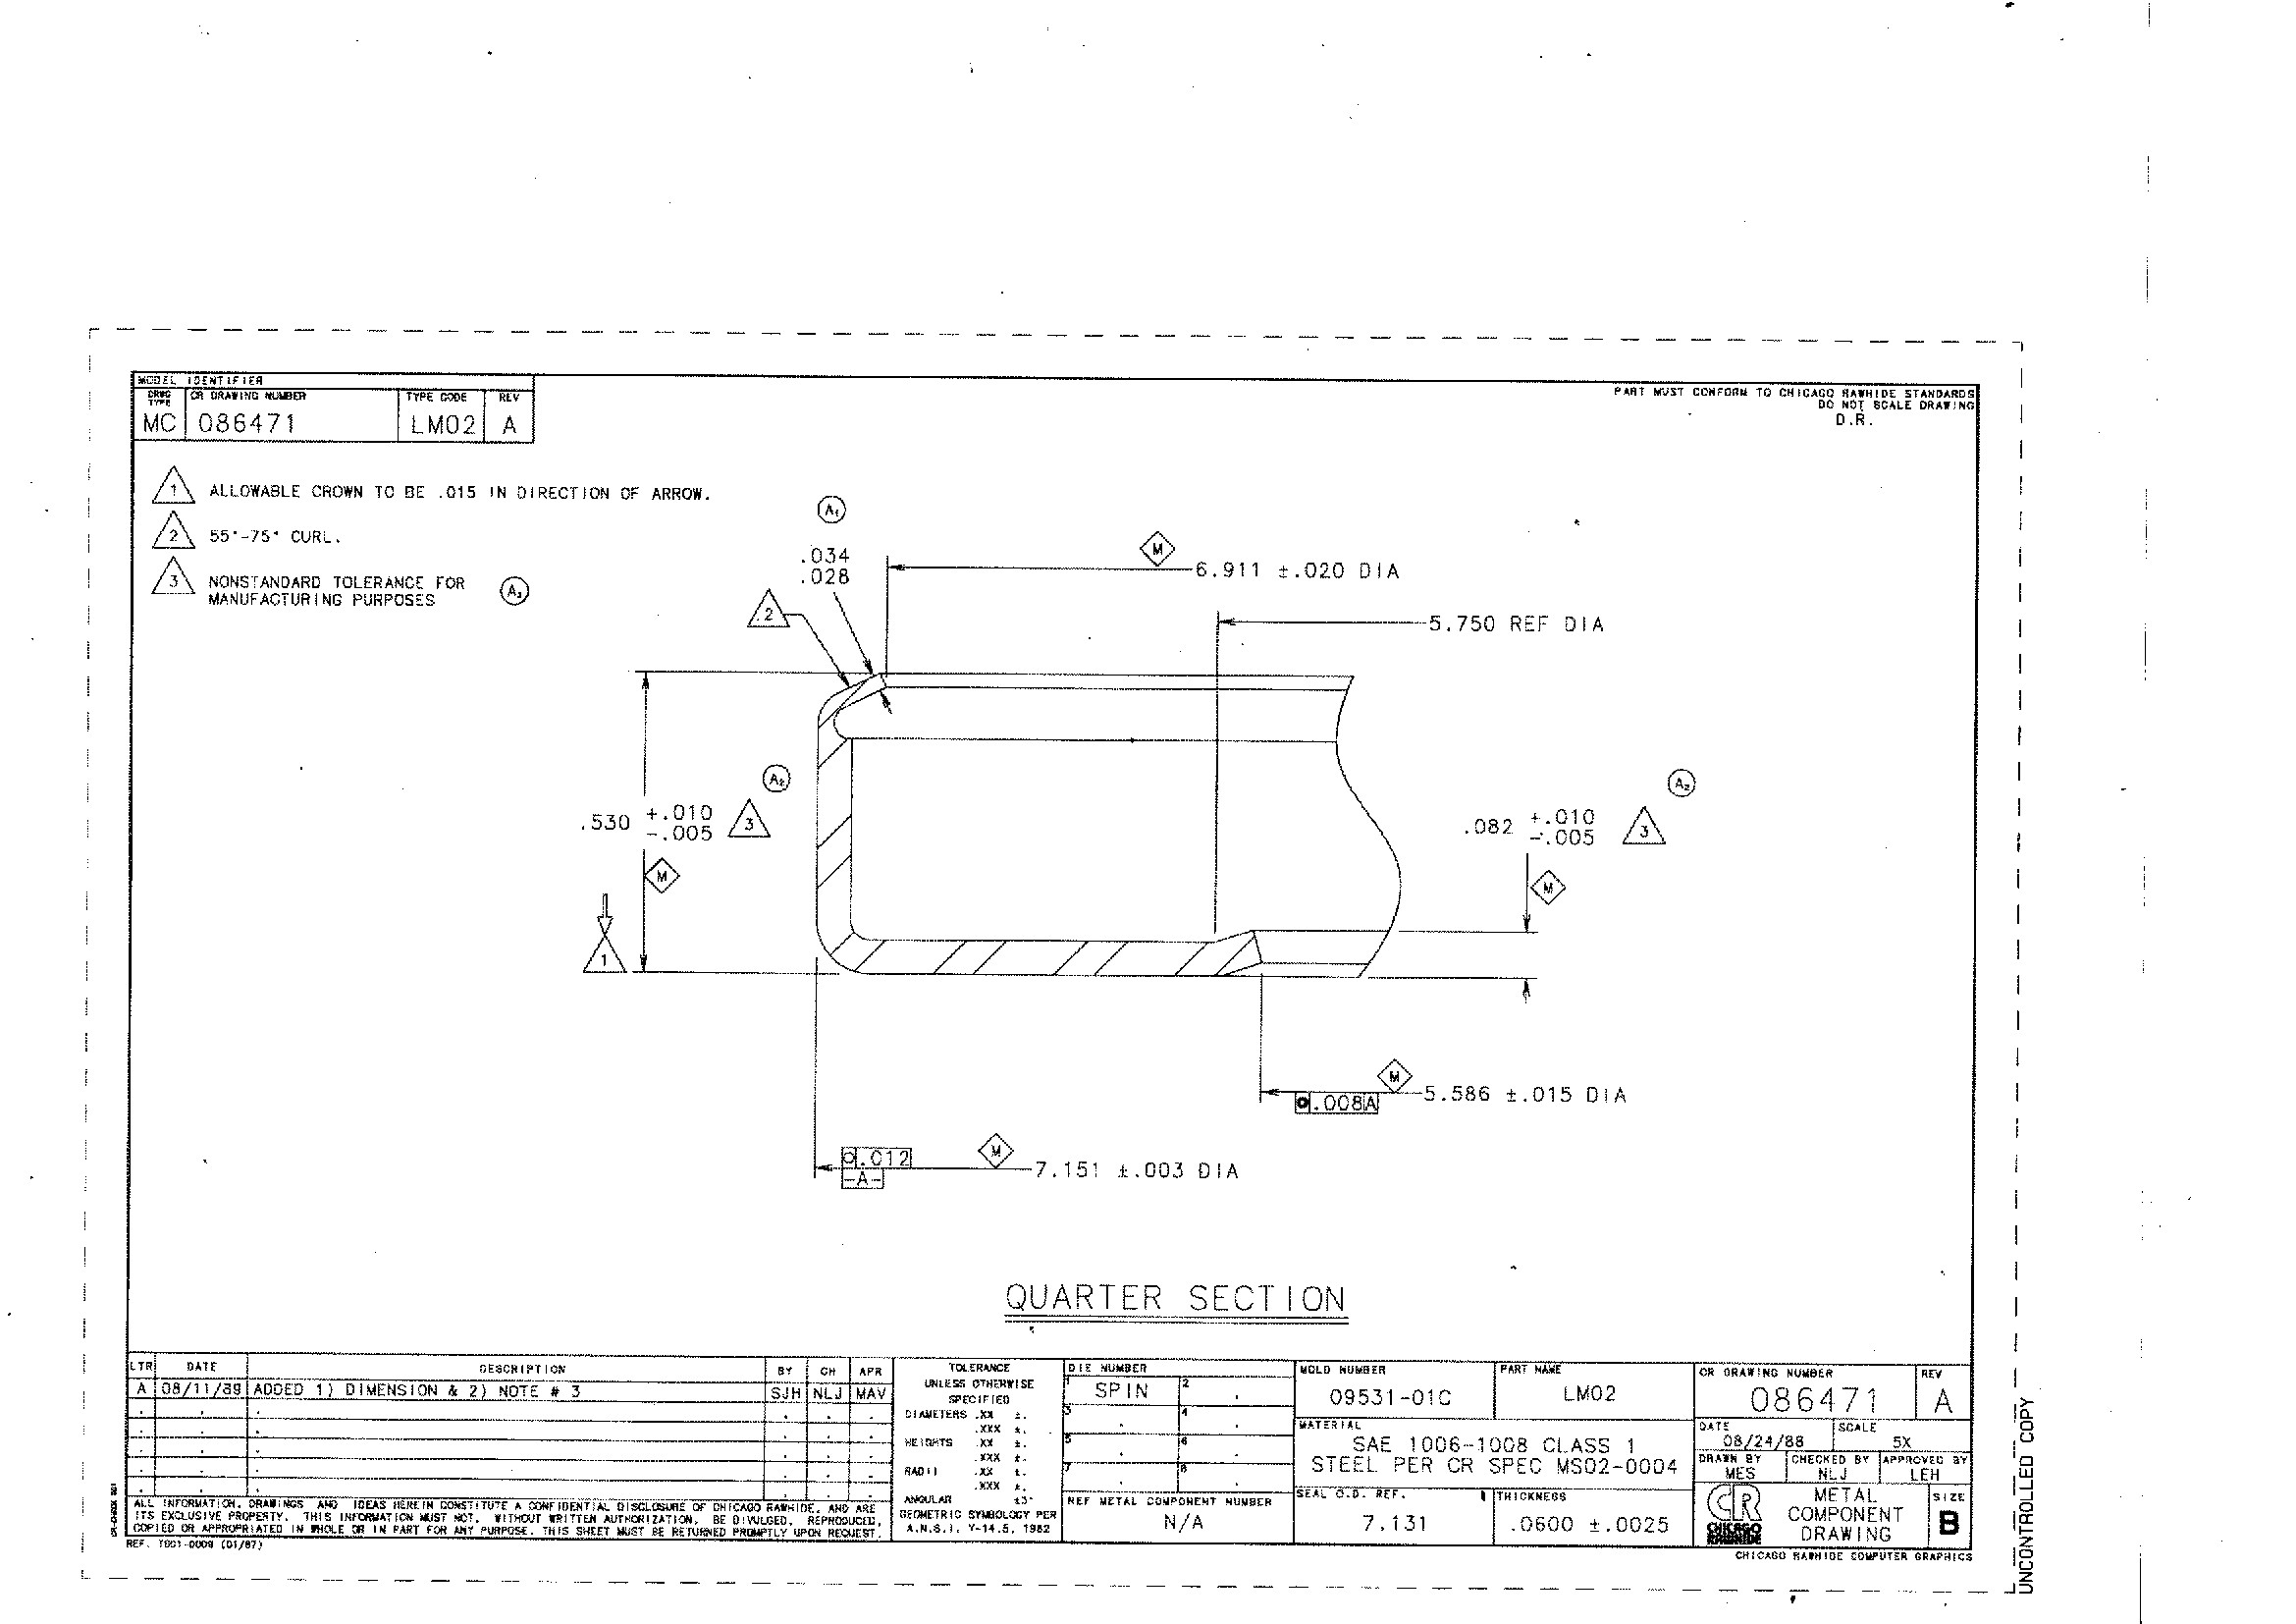 MODEL IDENTIFIER
DRWG TYPE
CR DRAWING NUMBER
TYPE CODE
REV
MC 086471 LM02 A
PART MUST CONFORM TO CHICAGO RAWHIDE STANDARDS
DO NOT SCALE DRAWING
D.R.
1 ALLOWABLE CROWN TO BE .015 IN DIRECTION OF ARROW.
2 55°-75° CURL.
3 NONSTANDARD TOLERANCE FOR
MANUFACTURING PURPOSES
A2
A1
.034
.028
2
M
6.911 ±.020 DIA
5.750 REF DIA
A2
.530 +.010 -.005 3
M
1
A2
.082 +.010 -.005 3
M
M
5.586 ±.015 DIA
.008 A
.012
-A-
M
7.151 ±.003 DIA
QUARTER SECTION
LTR DATE DESCRIPTION BY CH APR
A 08/11/89 ADDED 1) DIMENSION & 2) NOTE # 3 SJH NLJ MAV
TOLERANCE
UNLESS OTHERWISE
SPECIFIED
DIAMETERS .XX ±.
.XXX ±.
HEIGHTS .XX ±.
.XXX ±.
RADII .XX ±.
.XXX ±.
ANGULAR ±3°
GEOMETRIC SYMBOLOGY PER
A.N.S.I. Y-14.5, 1982
DIE NUMBER
1 SPIN 2
3 4
5 6
7 8
REF METAL COMPONENT NUMBER
N/A
MOLD NUMBER
09531-01C
PART NAME
LM02
MATERIAL
SAE 1006-1008 CLASS 1
STEEL PER CR SPEC MS02-0004
SEAL O.D. REF.
7.131
THICKNESS
.0600 ±.0025
CR DRAWING NUMBER
086471
REV
A
DATE
08/24/88
SCALE
5X
DRAWN BY
MES
CHECKED BY
NLJ
APPROVED BY
LEH
CR
CHICAGO
RAWHIDE
METAL
COMPONENT
DRAWING
SIZE
B
ALL INFORMATION, DRAWINGS AND IDEAS HEREIN CONSTITUTE A CONFIDENTIAL DISCLOSURE OF CHICAGO RAWHIDE, AND ARE
ITS EXCLUSIVE PROPERTY. THIS INFORMATION MUST NOT, WITHOUT WRITTEN AUTHORIZATION, BE DIVULGED, REPRODUCED,
COPIED OR APPROPRIATED IN WHOLE OR IN PART FOR ANY PURPOSE. THIS SHEET MUST BE RETURNED PROMPTLY UPON REQUEST.
REF. T001-0009 (01/87)
CHICAGO RAWHIDE COMPUTER GRAPHICS
UNCONTROLLED COPY